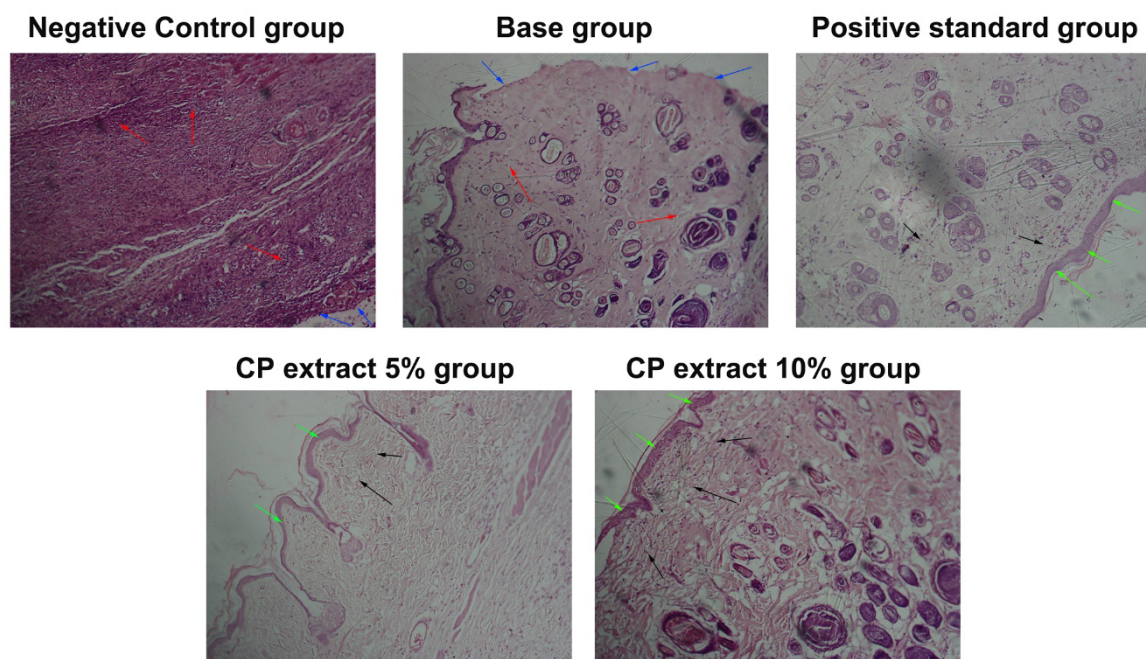 Negative Control group
Base group
Positive standard group
CP extract 5% group
CP extract 10% group